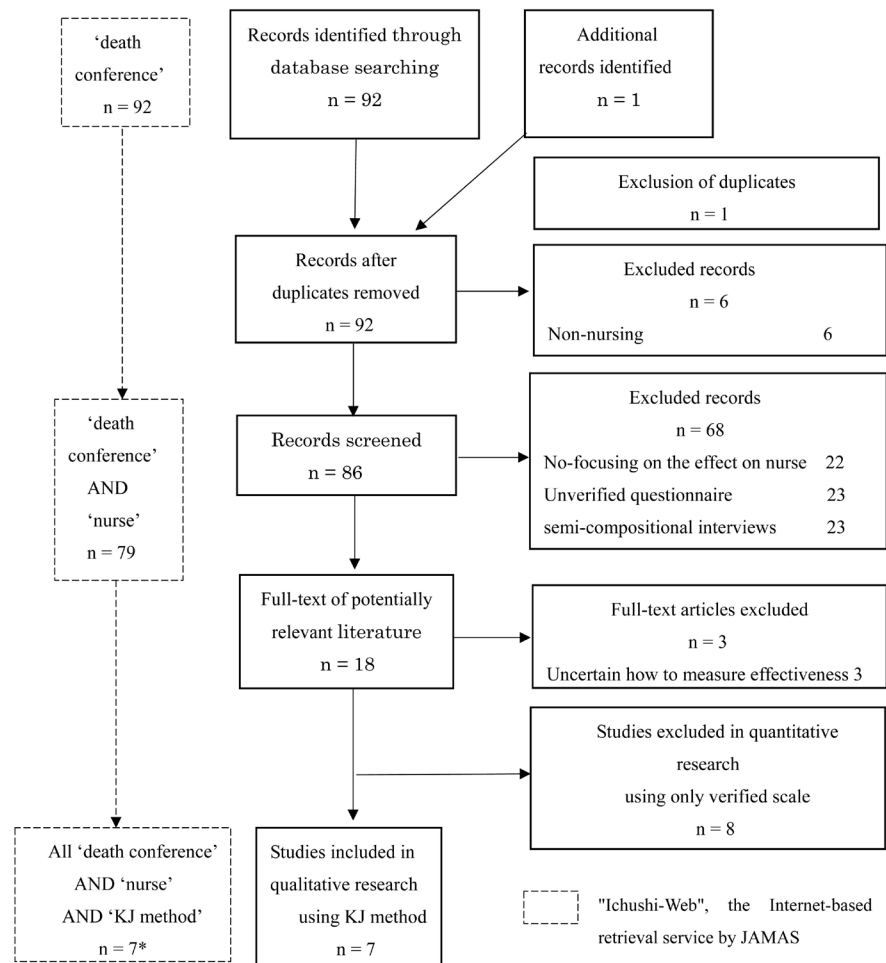 ‘death
conference’
n = 92
Records identified through
database searching
n = 92
Additional
records identified
n = 1
Exclusion of duplicates
n = 1
Records after
duplicates removed
n = 92
Excluded records
n = 6
Non-nursing 6
‘death
conference’
AND
‘nurse’
n = 79
Records screened
n = 86
Excluded records
n = 68
No-focusing on the effect on nurse 22
Unverified questionnaire 23
semi-compositional interviews 23
Full-text of potentially
relevant literature
n = 18
Full-text articles excluded
n = 3
Uncertain how to measure effectiveness 3
Studies excluded in quantitative
research
using only verified scale
n = 8
All ‘death conference’
AND ‘nurse’
AND ‘KJ method’
n = 7*
Studies included in
qualitative research
using KJ method
n = 7
"Ichushi-Web", the Internet-based
retrieval service by JAMAS